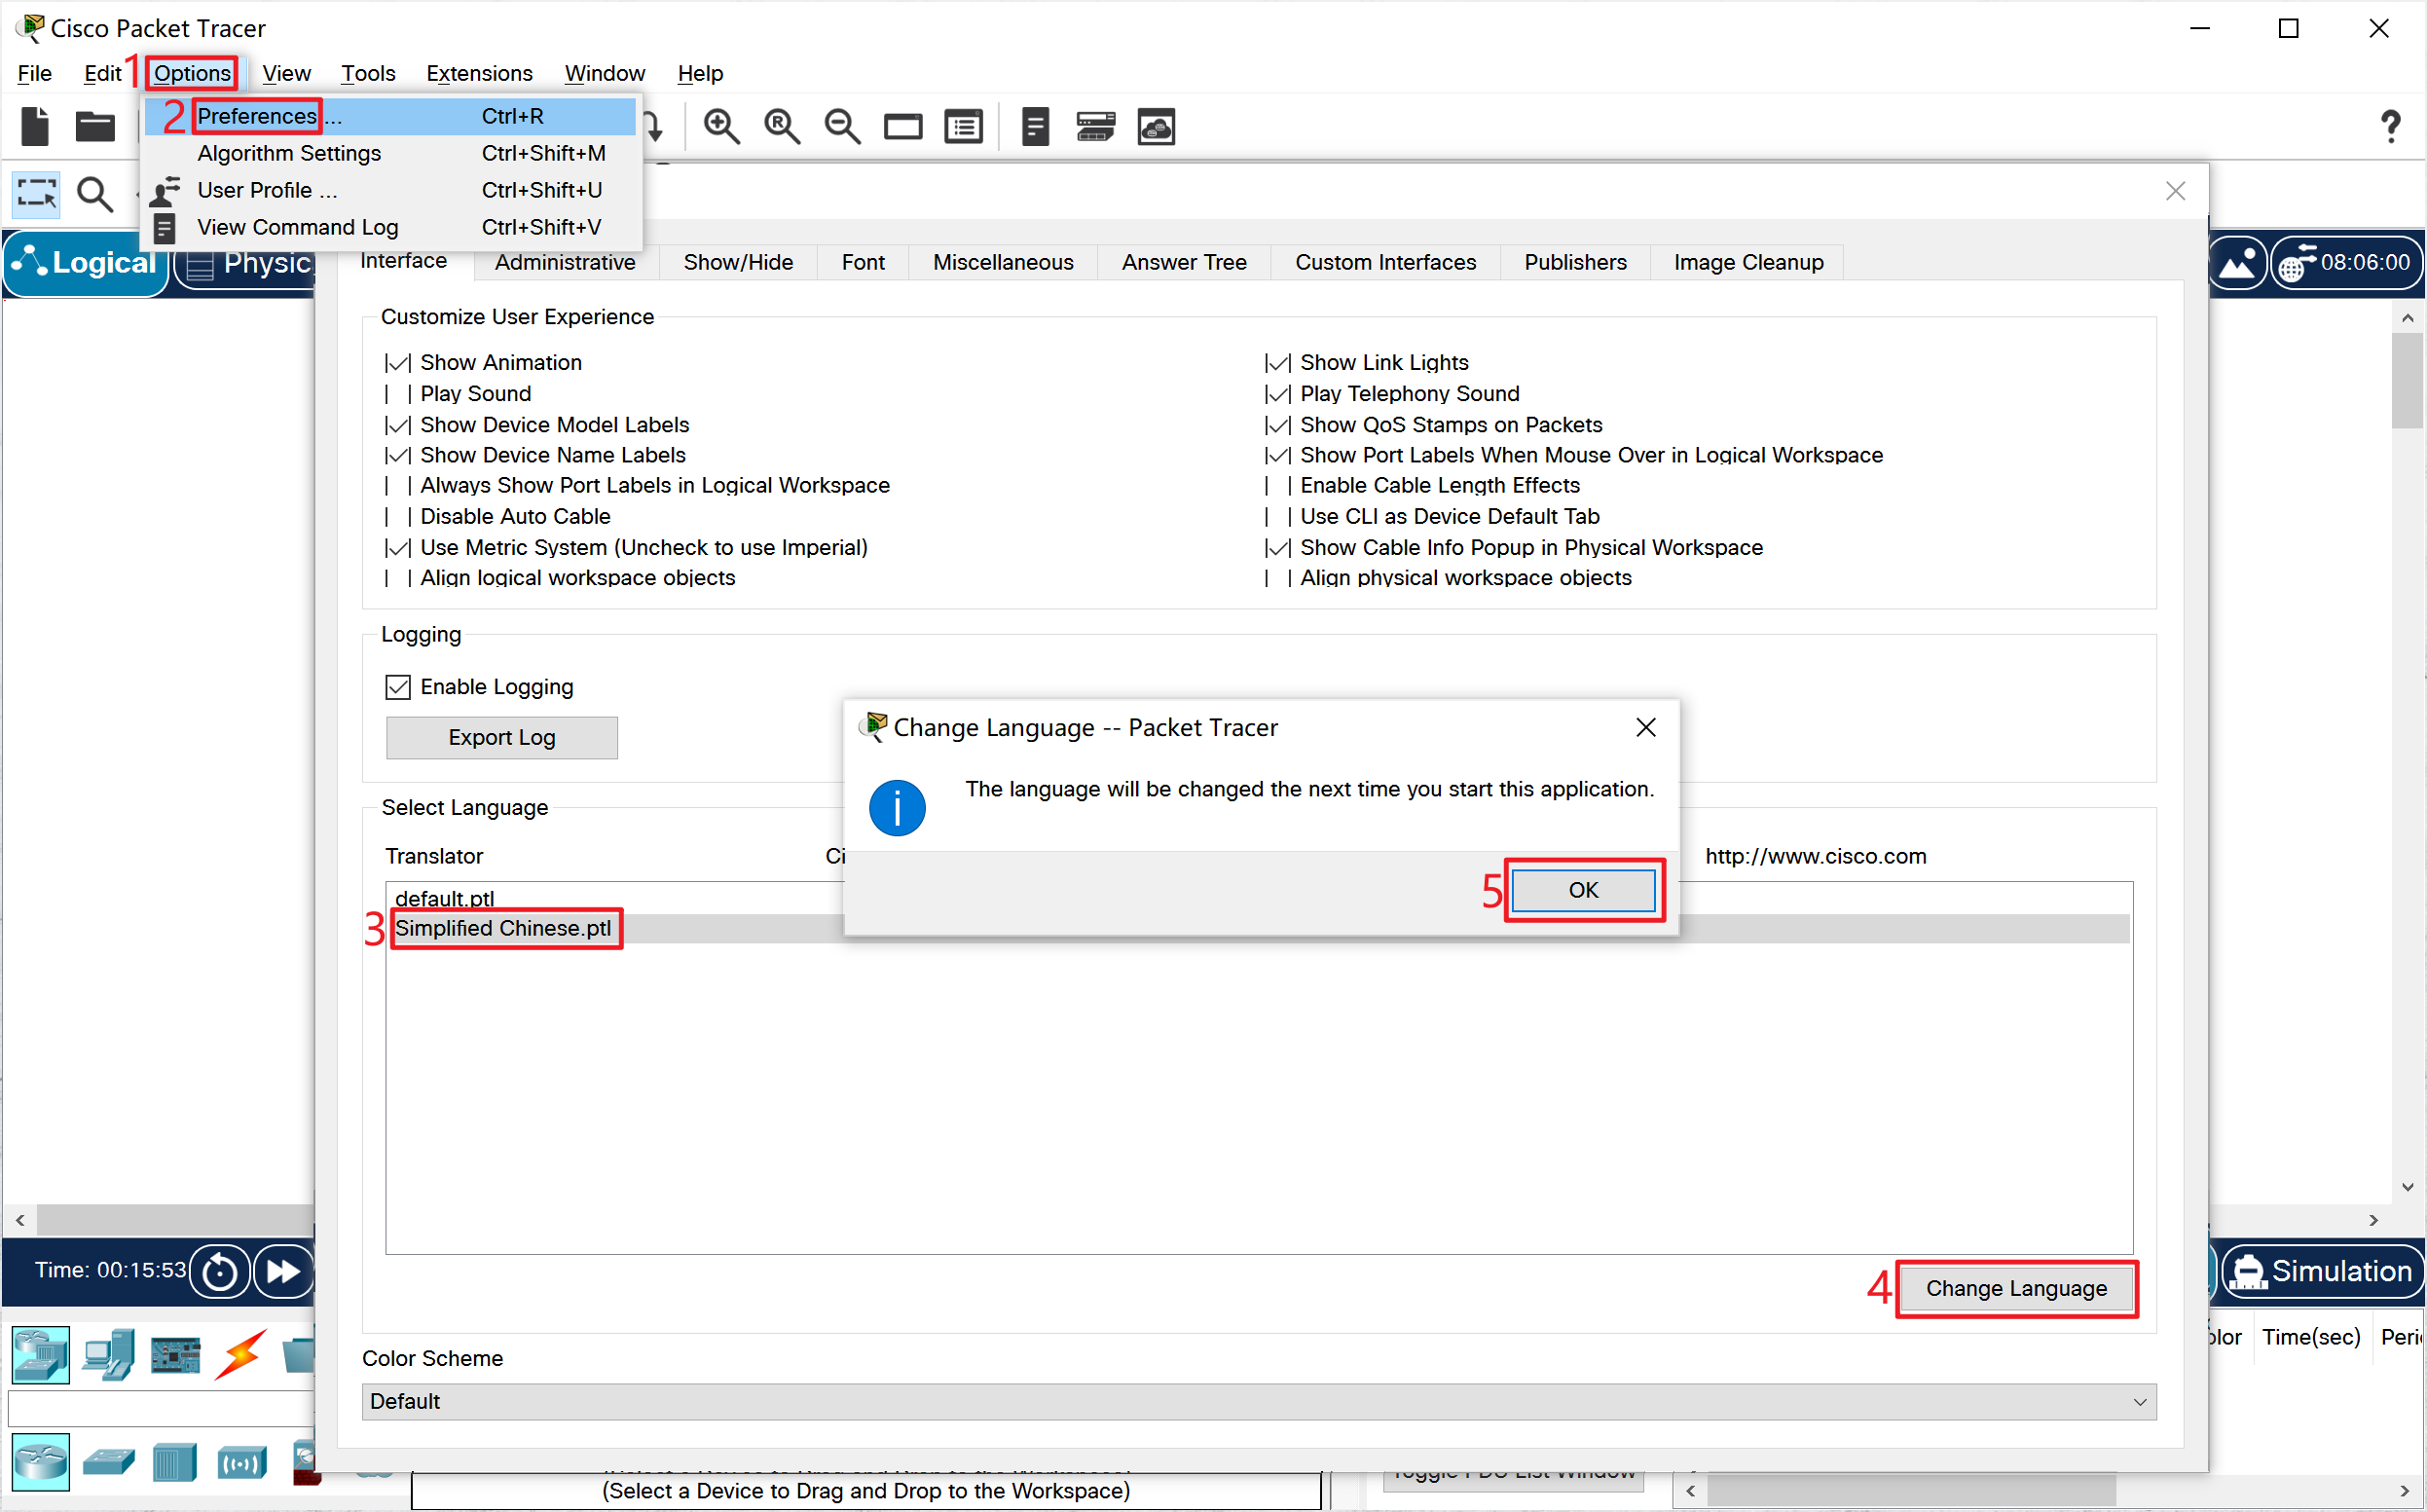 Cisco Packet Tracer
File Edit 1 Options View Tools Extensions Window Help
2 Preferences ... Ctrl+R
Algorithm Settings Ctrl+Shift+M
User Profile ... Ctrl+Shift+U
View Command Log Ctrl+Shift+V
Logical
08:06:00
Interface Administrative Show/Hide Font Miscellaneous Answer Tree Custom Interfaces Publishers Image Cleanup
Customize User Experience
Show Animation
Show Link Lights
Play Sound
Play Telephony Sound
Show Device Model Labels
Show QoS Stamps on Packets
Show Device Name Labels
Show Port Labels When Mouse Over in Logical Workspace
Always Show Port Labels in Logical Workspace
Enable Cable Length Effects
Disable Auto Cable
Use CLI as Device Default Tab
Use Metric System (Uncheck to use Imperial)
Show Cable Info Popup in Physical Workspace
Align logical workspace objects
Align physical workspace objects
Logging
Enable Logging
Export Log
Change Language -- Packet Tracer
The language will be changed the next time you start this application.
5 OK
Select Language
Translator
http://www.cisco.com
default.ptl
3 Simplified Chinese.ptl
4 Change Language
Time: 00:15:53
Simulation
Time(sec)
Color Scheme
Default
Toggle PDU List Window
(Select a Device to Drag and Drop to the Workspace)